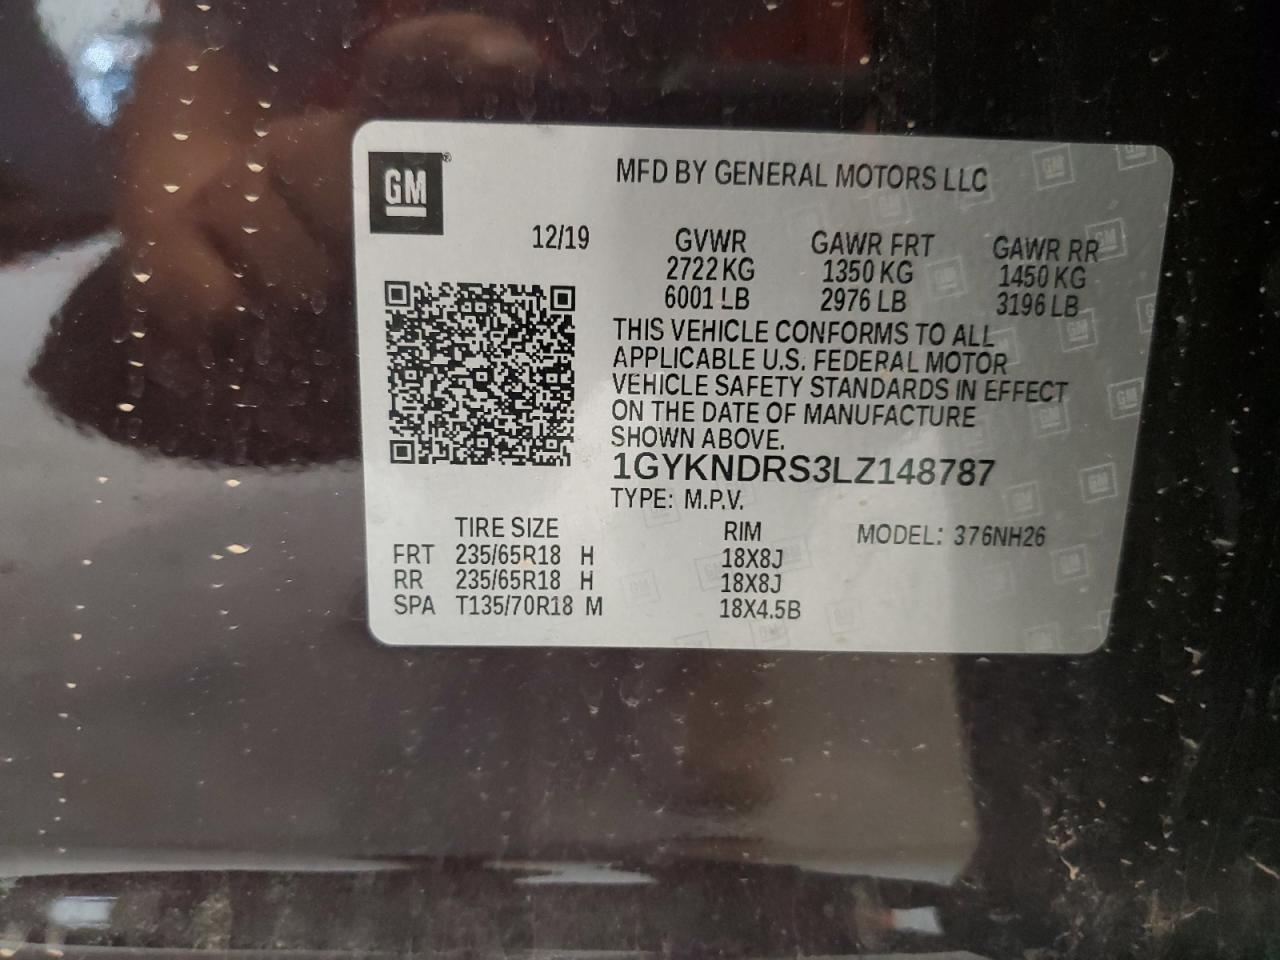 GM
MFD BY GENERAL MOTORS LLC
12/19 GVWR GAWR FRT GAWR RR
2722 KG 1350 KG 1450 KG
6001 LB 2976 LB 3196 LB
THIS VEHICLE CONFORMS TO ALL
APPLICABLE U.S. FEDERAL MOTOR
VEHICLE SAFETY STANDARDS IN EFFECT
ON THE DATE OF MANUFACTURE
SHOWN ABOVE.
1GYKNDRS3LZ148787
TYPE: M.P.V.
TIRE SIZE RIM MODEL: 376NH26
FRT 235/65R18 H 18X8J
RR 235/65R18 H 18X8J
SPA T135/70R18 M 18X4.5B